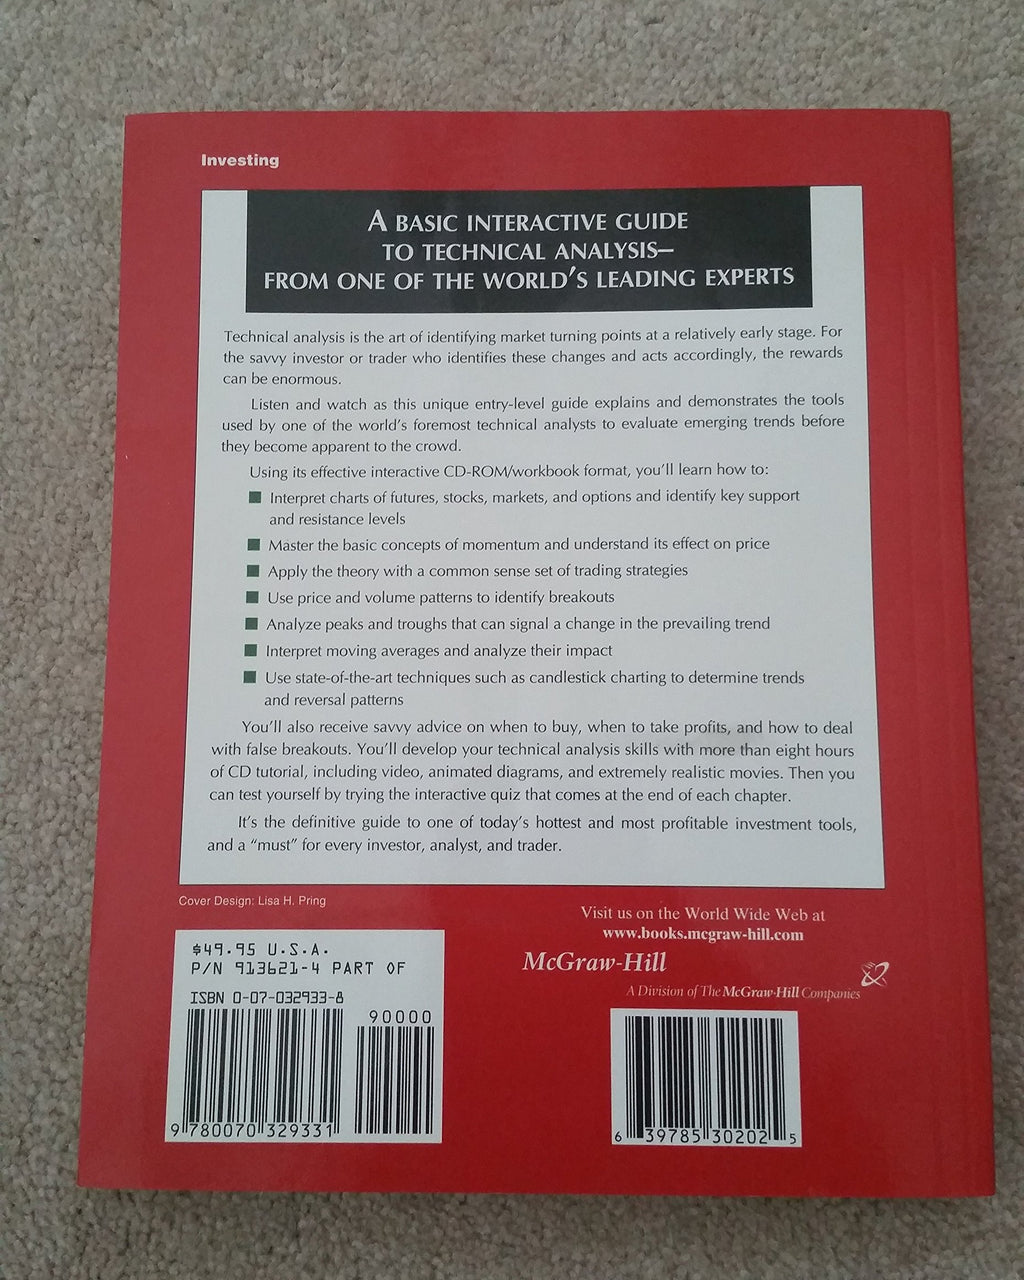 Investing
A BASIC INTERACTIVE GUIDE
TO TECHNICAL ANALYSIS—
FROM ONE OF THE WORLD'S LEADING EXPERTS
Technical analysis is the art of identifying market turning points at a relatively early stage. For
the savvy investor or trader who identifies these changes and acts accordingly, the rewards
can be enormous.
Listen and watch as this unique entry-level guide explains and demonstrates the tools
used by one of the world's foremost technical analysts to evaluate emerging trends before
they become apparent to the crowd.
Using its effective interactive CD-ROM/workbook format, you'll learn how to:
■ Interpret charts of futures, stocks, markets, and options and identify key support
and resistance levels
■ Master the basic concepts of momentum and understand its effect on price
■ Apply the theory with a common sense set of trading strategies
■ Use price and volume patterns to identify breakouts
■ Analyze peaks and troughs that can signal a change in the prevailing trend
■ Interpret moving averages and analyze their impact
■ Use state-of-the-art techniques such as candlestick charting to determine trends
and reversal patterns
You'll also receive savvy advice on when to buy, when to take profits, and how to deal
with false breakouts. You'll develop your technical analysis skills with more than eight hours
of CD tutorial, including video, animated diagrams, and extremely realistic movies. Then you
can test yourself by trying the interactive quiz that comes at the end of each chapter.
It's the definitive guide to one of today's hottest and most profitable investment tools,
and a "must" for every investor, analyst, and trader.
Cover Design: Lisa H. Pring
$49.95 U.S.A.
P/N 913621-4 PART OF
ISBN 0-07-032933-8
90000
9 780070 329331
Visit us on the World Wide Web at
www.books.mcgraw-hill.com
McGraw-Hill
A Division of The McGraw-Hill Companies
6 39785 30202 5